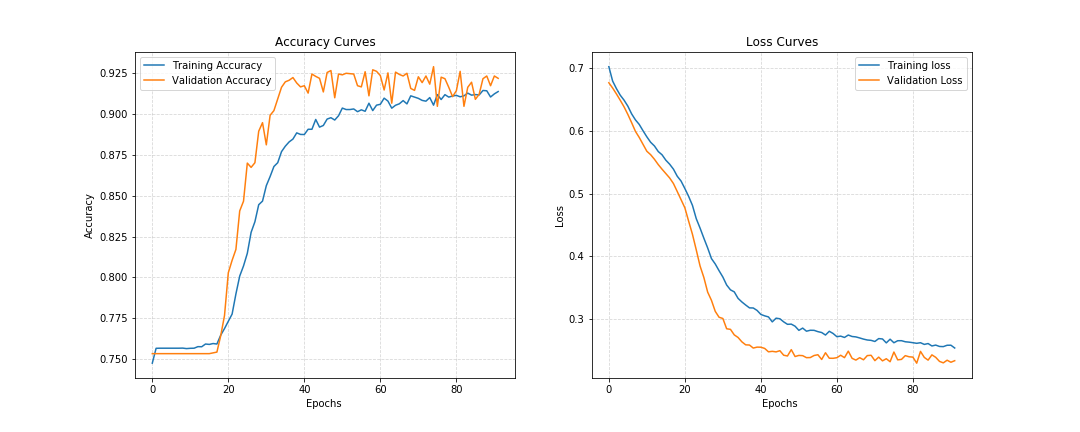 Accuracy Curves
Training Accuracy
Validation Accuracy
0.925
0.900
0.875
0.850
0.825
0.800
0.775
0.750
Accuracy
0 20 40 60 80
Epochs
Loss Curves
Training loss
Validation Loss
0.7
0.6
0.5
0.4
0.3
Loss
0 20 40 60 80
Epochs